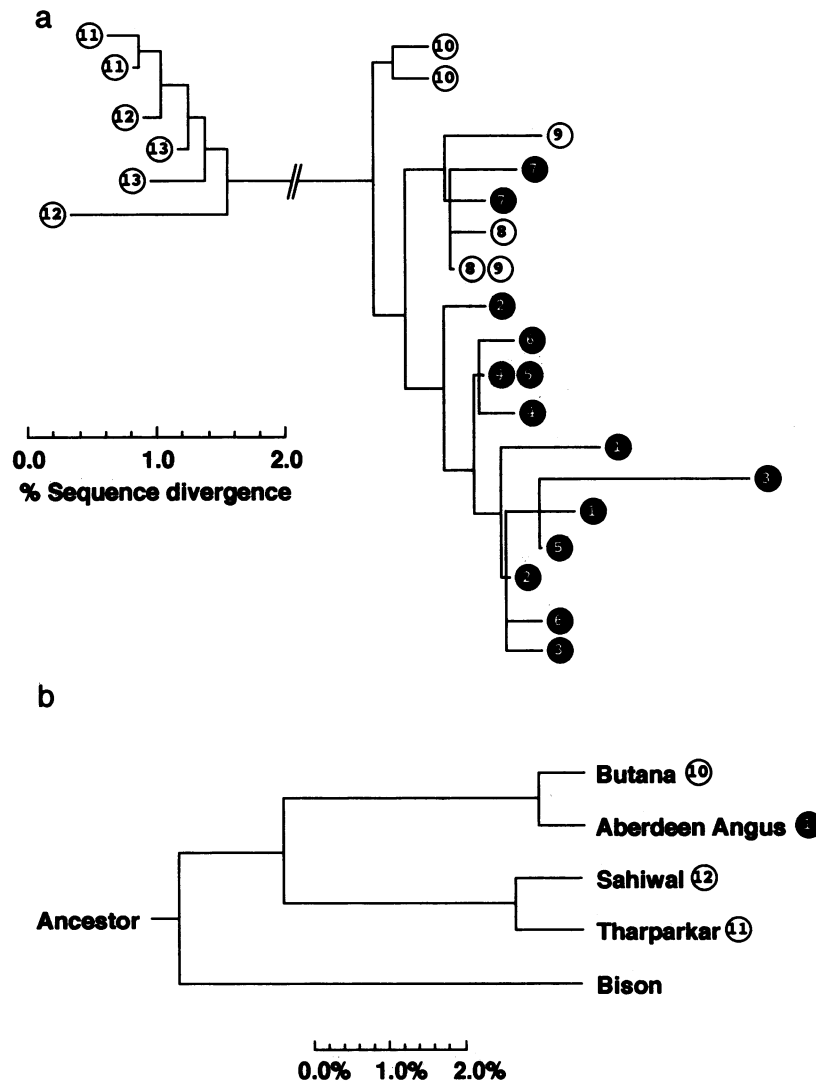 a
11
10
11
10
12
9
13
7
13
7
12
8
8 9
2
6
4 5
4
0.0 1.0 2.0
1
% Sequence divergence
3
1
5
2
6
3
b
Butana 10
Aberdeen Angus 1
Sahiwal 12
Ancestor
Tharparkar 11
Bison
0.0% 1.0% 2.0%